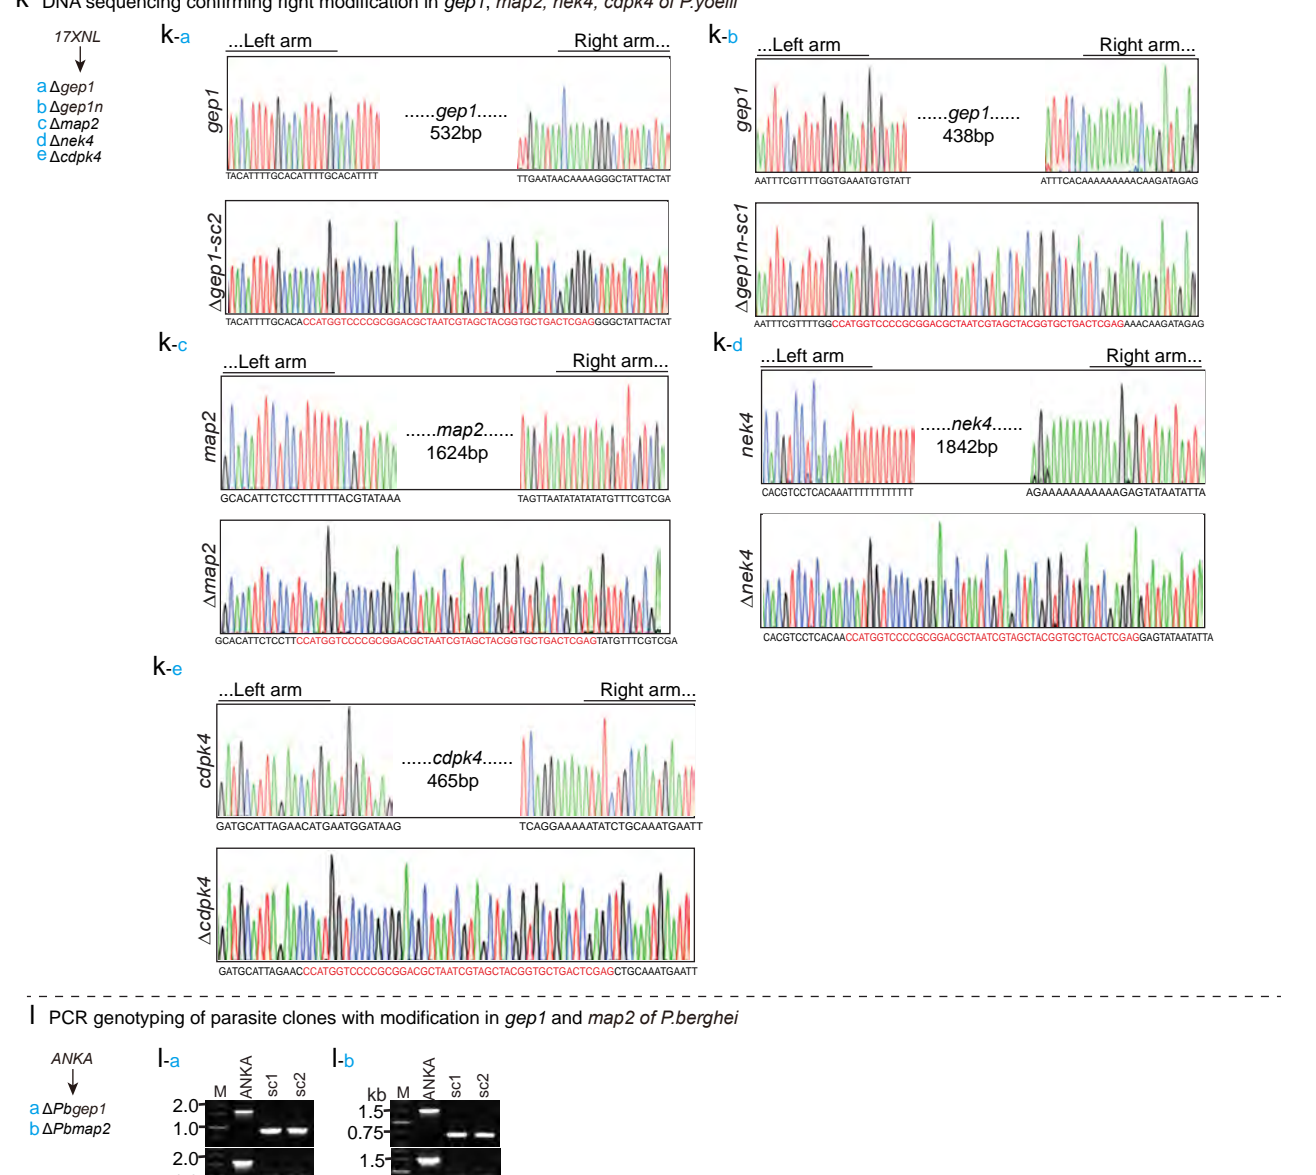 k DNA sequencing confirming right modification in gep1, map2, nek4, cdpk4 of P.yoelii
17XNL
a Δgep1
b Δgep1n
c Δmap2
d Δnek4
e Δcdpk4
k-a
...Left arm
Right arm...
gep1
......gep1......
532bp
TACATTTTGCACATTTTGCACATTTT
TTGAATAACAAAAGGGCTATTACTAT
Δgep1-sc2
TACATTTTGCACACCATGGTCCCCGCGGACGCTAATCGTAGCTACGGTGCTGACTCGAGGGGCTATTACTAT
k-b
...Left arm
Right arm...
gep1
......gep1......
438bp
AATTTCGTTTTGGTGAAATGTGTATT
ATTTCACAAAAAAAAACAAGATAGAG
Δgep1n-sc1
AATTTCGTTTTGGCCATGGTCCCCGCGGACGCTAATCGTAGCTACGGTGCTGACTCGAGAAACAAGATAGAG
k-c
...Left arm
Right arm...
map2
......map2......
1624bp
GCACATTCTCCTTTTTTACGTATAAA
TAGTTAATATATATATGTTTCGTCGA
Δmap2
GCACATTCTCCTTCCATGGTCCCCGCGGACGCTAATCGTAGCTACGGTGCTGACTCGAGTATGTTTCGTCGA
k-d
...Left arm
Right arm...
nek4
......nek4......
1842bp
CACGTCCTCACAAATTTTTTTTTTTT
AGAAAAAAAAAAAGAGTATAATATTA
Δnek4
CACGTCCTCACAACCATGGTCCCCGCGGACGCTAATCGTAGCTACGGTGCTGACTCGAGGAGTATAATATTA
k-e
...Left arm
Right arm...
cdpk4
......cdpk4......
465bp
GATGCATTAGAACATGAATGGATAAG
TCAGGAAAAATATCTGCAAATGAATT
Δcdpk4
GATGCATTAGAACCCATGGTCCCCGCGGACGCTAATCGTAGCTACGGTGCTGACTCGAGCTGCAAATGAATT
l PCR genotyping of parasite clones with modification in gep1 and map2 of P.berghei
ANKA
a ΔPbgep1
b ΔPbmap2
l-a
M ANKA sc1 sc2
2.0
1.0
2.0
l-b
kb M ANKA sc1 sc2
1.5
0.75
1.5